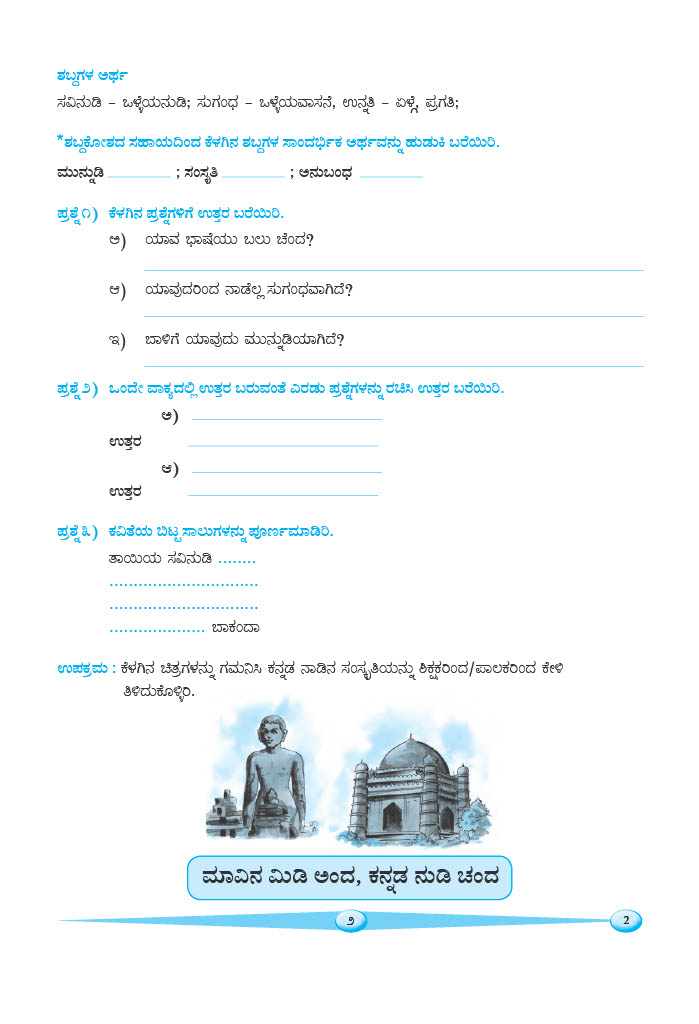 ಶಬ್ದಗಳ ಅರ್ಥ
ಸವಿನುಡಿ – ಒಳ್ಳೆಯನುಡಿ; ಸುಗಂಧ – ಒಳ್ಳೆಯವಾಸನೆ, ಉನ್ನತಿ – ಏಳ್ಗೆ, ಪ್ರಗತಿ;
*ಶಬ್ದಕೋಶದ ಸಹಾಯದಿಂದ ಕೆಳಗಿನ ಶಬ್ದಗಳ ಸಾಂದರ್ಭಿಕ ಅರ್ಥವನ್ನು ಹುಡುಕಿ ಬರೆಯಿರಿ.
ಮುನ್ನುಡಿ ________ ; ಸಂಸ್ಕೃತಿ ________ ; ಅನುಬಂಧ ________
ಪ್ರಶ್ನೆ ೧) ಕೆಳಗಿನ ಪ್ರಶ್ನೆಗಳಿಗೆ ಉತ್ತರ ಬರೆಯಿರಿ.
ಅ) ಯಾವ ಭಾಷೆಯು ಬಲು ಚೆಂದ?
ಆ) ಯಾವುದರಿಂದ ನಾಡೆಲ್ಲ ಸುಗಂಧವಾಗಿದೆ?
ಇ) ಬಾಳಿಗೆ ಯಾವುದು ಮುನ್ನುಡಿಯಾಗಿದೆ?
ಪ್ರಶ್ನೆ ೨) ಒಂದೇ ವಾಕ್ಯದಲ್ಲಿ ಉತ್ತರ ಬರುವಂತೆ ಎರಡು ಪ್ರಶ್ನೆಗಳನ್ನು ರಚಿಸಿ ಉತ್ತರ ಬರೆಯಿರಿ.
ಅ) ________
ಉತ್ತರ ________
ಆ) ________
ಉತ್ತರ ________
ಪ್ರಶ್ನೆ ೩) ಕವಿತೆಯ ಬಿಟ್ಟ ಸಾಲುಗಳನ್ನು ಪೂರ್ಣಮಾಡಿರಿ.
ತಾಯಿಯ ಸವಿನುಡಿ ........
...............................
...............................
.................... ಬಾಕಂದಾ
ಉಪಕ್ರಮ : ಕೆಳಗಿನ ಚಿತ್ರಗಳನ್ನು ಗಮನಿಸಿ ಕನ್ನಡ ನಾಡಿನ ಸಂಸ್ಕೃತಿಯನ್ನು ಶಿಕ್ಷಕರಿಂದ/ಪಾಲಕರಿಂದ ಕೇಳಿ
ತಿಳಿದುಕೊಳ್ಳಿರಿ.
ಮಾವಿನ ಮಿಡಿ ಅಂದ, ಕನ್ನಡ ನುಡಿ ಚಂದ
೨
2